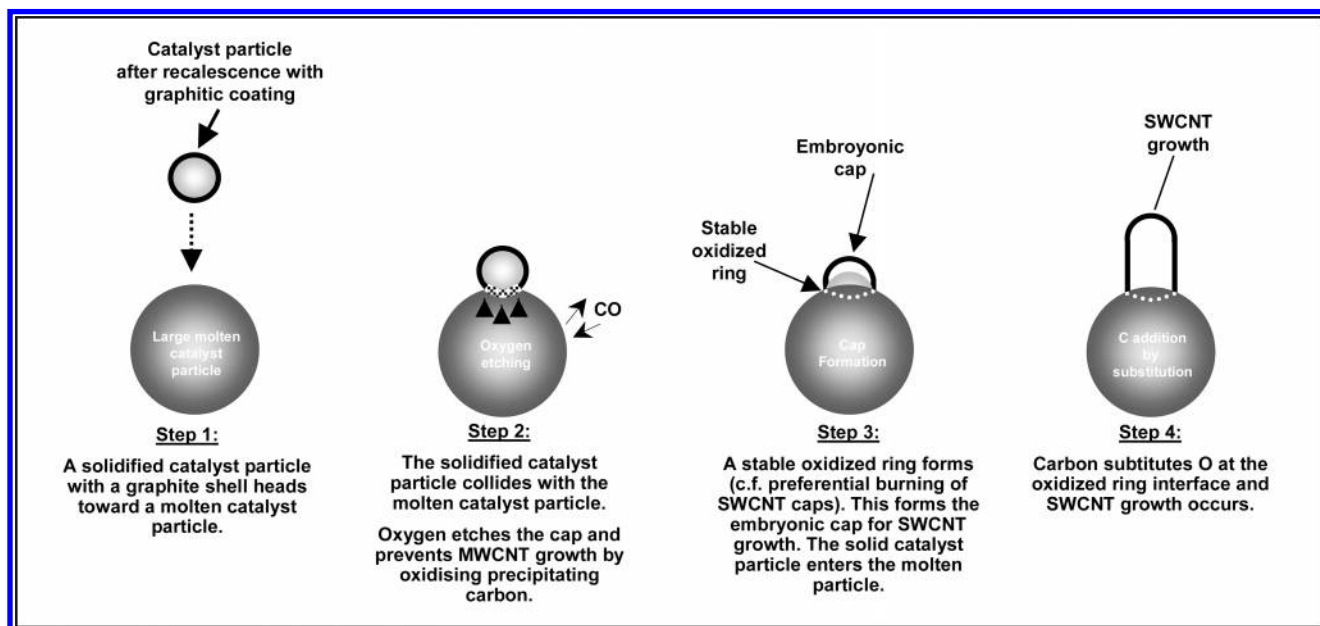 Catalyst particle
after recalescence with
graphitic coating
Large molten
catalyst
particle
Step 1:
A solidified catalyst particle
with a graphite shell heads
toward a molten catalyst
particle.
CO
Oxygen
etching
Step 2:
The solidified catalyst
particle collides with the
molten catalyst particle.
Oxygen etches the cap and
prevents MWCNT growth by
oxidising precipitating
carbon.
Embroyonic
cap
Stable
oxidized
ring
Cap
Formation
Step 3:
A stable oxidized ring forms
(c.f. preferential burning of
SWCNT caps). This forms the
embryonic cap for SWCNT
growth. The solid catalyst
particle enters the molten
particle.
SWCNT
growth
C addition
by
substitution
Step 4:
Carbon subtitutes O at the
oxidized ring interface and
SWCNT growth occurs.